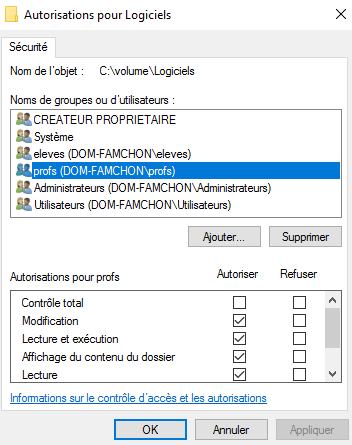 Autorisations pour Logiciels
Sécurité
Nom de l'objet : C:\volume\Logiciels
Noms de groupes ou d'utilisateurs :
CREATEUR PROPRIETAIRE
Système
eleves (DOM-FAMCHON\eleves)
profs (DOM-FAMCHON\profs)
Administrateurs (DOM-FAMCHON\Administrateurs)
Utilisateurs (DOM-FAMCHON\Utilisateurs)
Ajouter... Supprimer
Autorisations pour profs Autoriser Refuser
Contrôle total
Modification
Lecture et exécution
Affichage du contenu du dossier
Lecture
Informations sur le contrôle d'accès et les autorisations
OK Annuler Appliquer